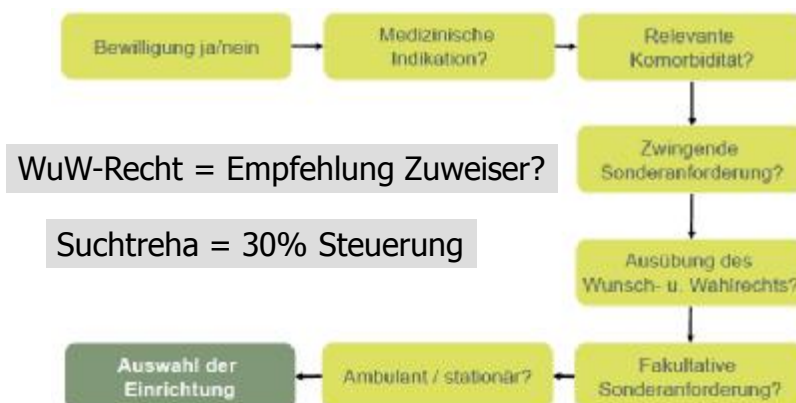 Bewilligung ja/nein
Medizinische
Indikation?
Relevante
Komorbidität?
Zwingende
Sonderanforderung?
WuW-Recht = Empfehlung Zuweiser?
Suchtreha = 30% Steuerung
Ausübung des
Wunsch- u. Wahlrechts?
Fakultative
Sonderanforderung?
Ambulant / stationär?
Auswahl der
Einrichtung